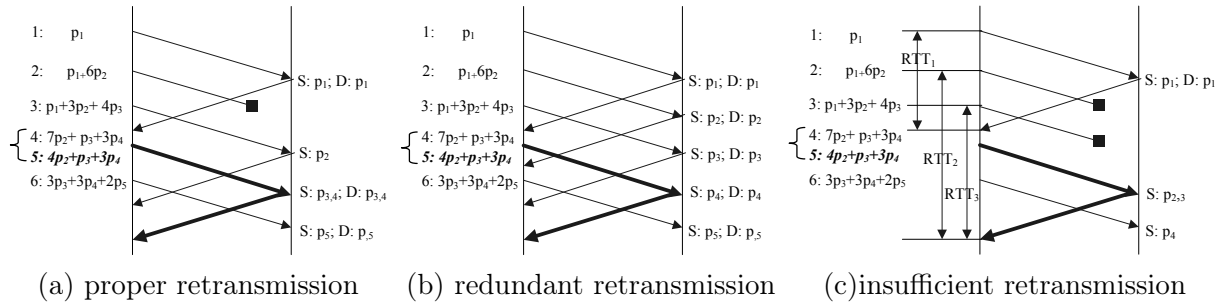 1: p₁
2: p₁₊6p₂
3: p₁+3p₂+ 4p₃
4: 7p₂+ p₃+3p₄
5: 4p₂+p₃+3p₄
6: 3p₃+3p₄+2p₅
S: p₁; D: p₁
S: p₂
S: p₃,₄; D: p₃,₄
S: p₅; D: p,₅
(a) proper retransmission
1: p₁
2: p₁₊6p₂
3: p₁+3p₂+ 4p₃
4: 7p₂+ p₃+3p₄
5: 4p₂+p₃+3p₄
6: 3p₃+3p₄+2p₅
S: p₁; D: p₁
S: p₂; D: p₂
S: p₃; D: p₃
S: p₄; D: p₄
S: p₅; D: p,₅
(b) redundant retransmission
1: p₁
2: p₁₊6p₂
3: p₁+3p₂+ 4p₃
4: 7p₂+ p₃+3p₄
5: 4p₂+p₃+3p₄
6: 3p₃+3p₄+2p₅
RTT₁
RTT₂
RTT₃
S: p₁; D: p₁
S: p₂,₃
S: p₄
(c)insufficient retransmission